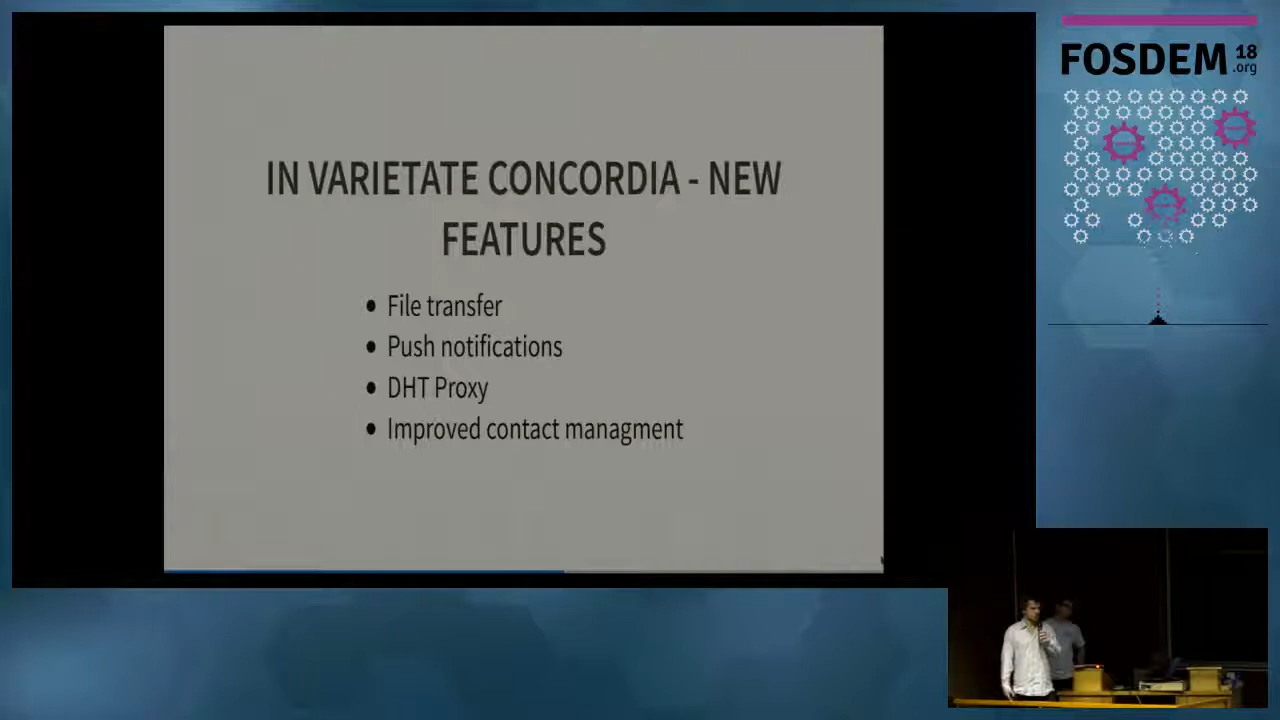 IN VARIETATE CONCORDIA - NEW
FEATURES
• File transfer
• Push notifications
• DHT Proxy
• Improved contact managment
FOSDEM 18
.org